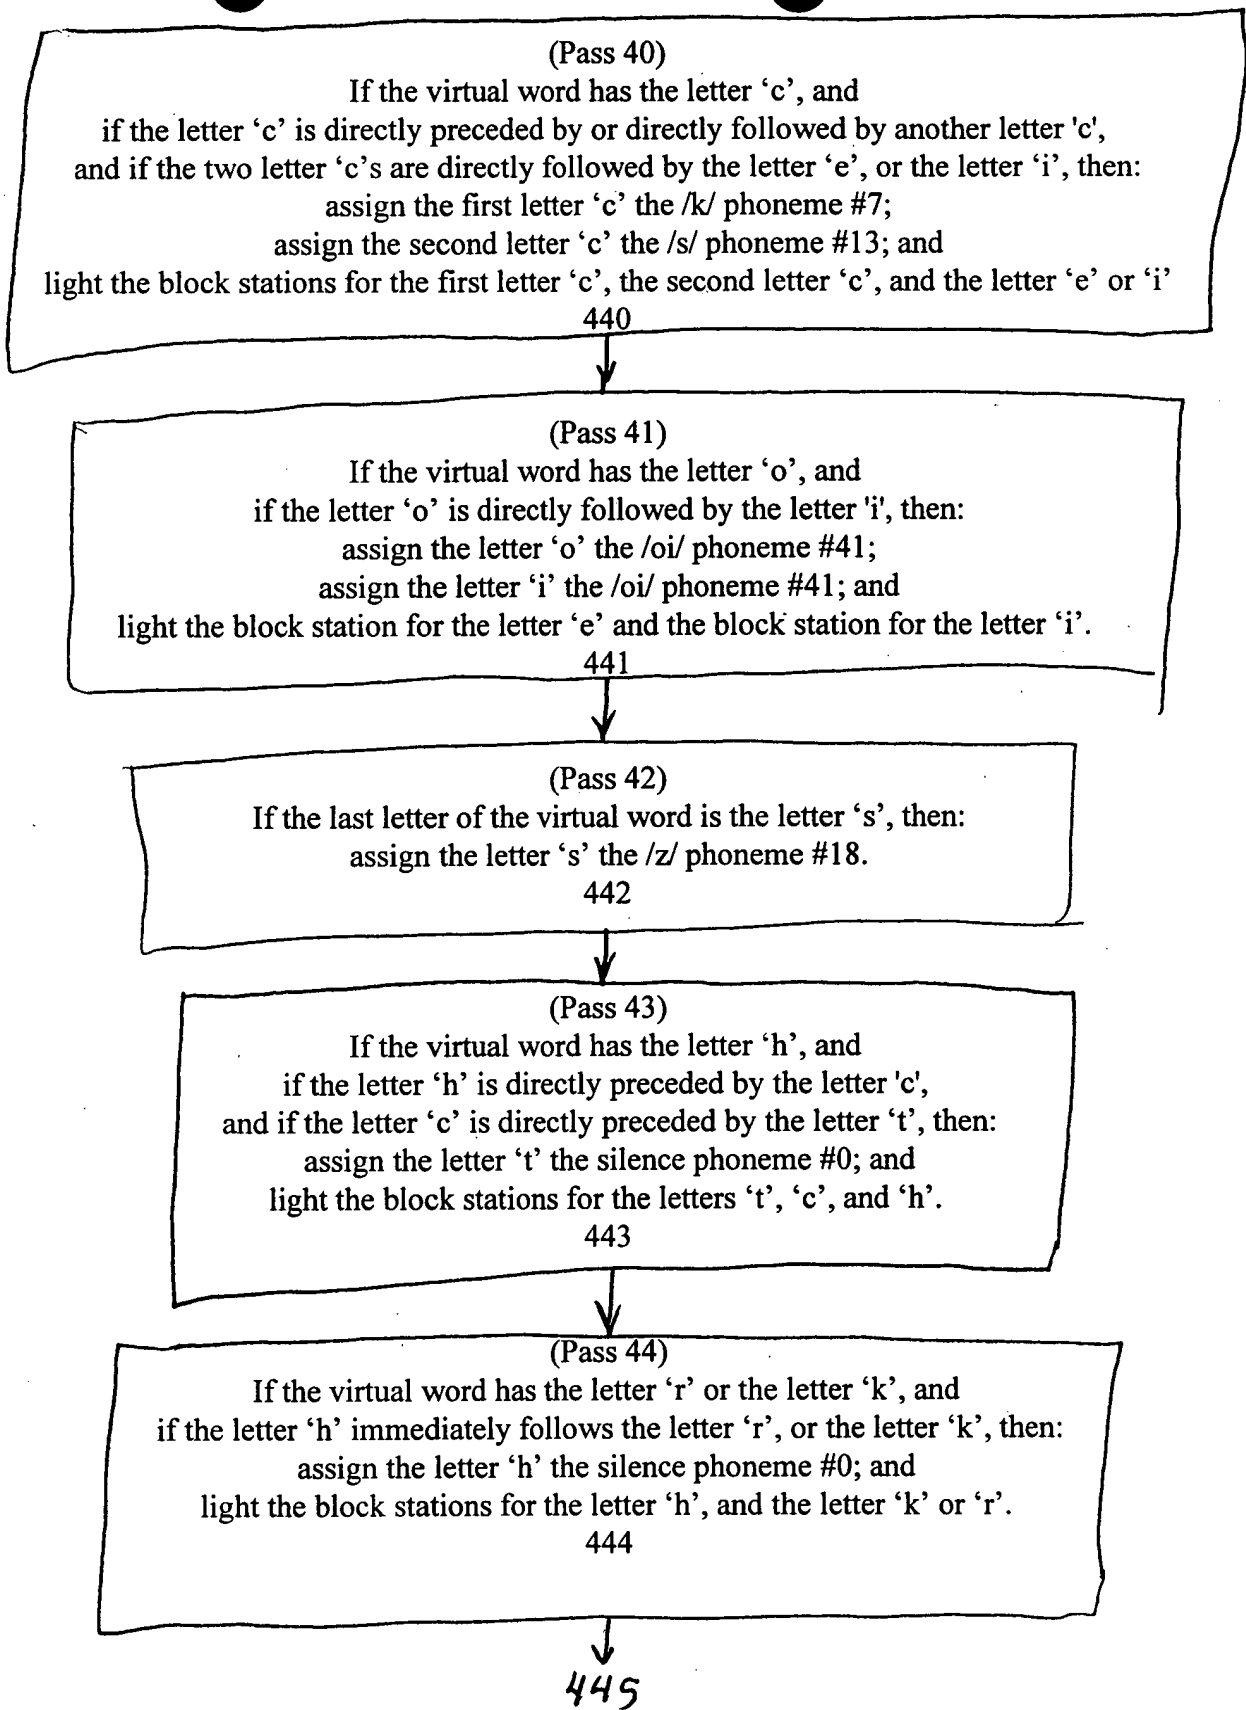 (Pass 40)
If the virtual word has the letter ‘c’, and
if the letter ‘c’ is directly preceded by or directly followed by another letter 'c',
and if the two letter ‘c’s are directly followed by the letter ‘e’, or the letter ‘i’, then:
assign the first letter ‘c’ the /k/ phoneme #7;
assign the second letter ‘c’ the /s/ phoneme #13; and
light the block stations for the first letter ‘c’, the second letter ‘c’, and the letter ‘e’ or ‘i’
440
(Pass 41)
If the virtual word has the letter ‘o’, and
if the letter ‘o’ is directly followed by the letter 'i', then:
assign the letter ‘o’ the /oi/ phoneme #41;
assign the letter ‘i’ the /oi/ phoneme #41; and
light the block station for the letter ‘e’ and the block station for the letter ‘i’.
441
(Pass 42)
If the last letter of the virtual word is the letter ‘s’, then:
assign the letter ‘s’ the /z/ phoneme #18.
442
(Pass 43)
If the virtual word has the letter ‘h’, and
if the letter ‘h’ is directly preceded by the letter 'c',
and if the letter ‘c’ is directly preceded by the letter ‘t’, then:
assign the letter ‘t’ the silence phoneme #0; and
light the block stations for the letters ‘t’, ‘c’, and ‘h’.
443
(Pass 44)
If the virtual word has the letter ‘r’ or the letter ‘k’, and
if the letter ‘h’ immediately follows the letter ‘r’, or the letter ‘k’, then:
assign the letter ‘h’ the silence phoneme #0; and
light the block stations for the letter ‘h’, and the letter ‘k’ or ‘r’.
444
445